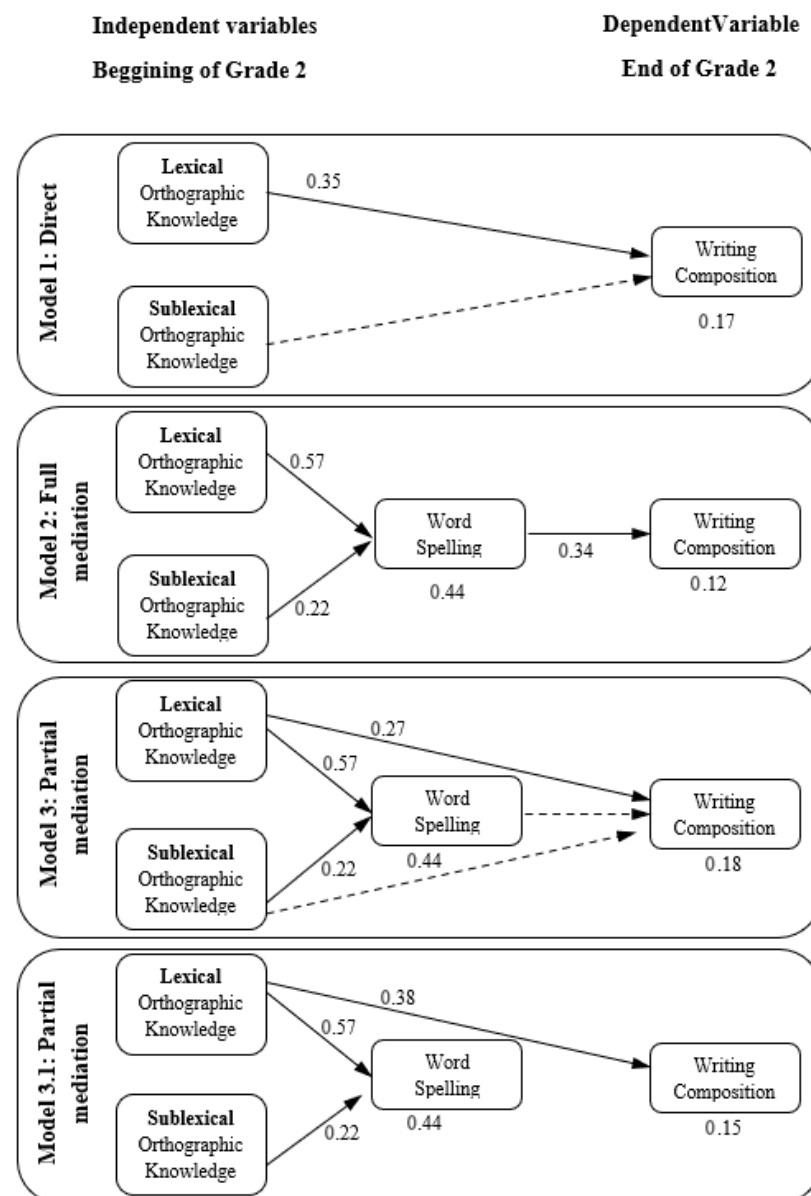 Independent variables
Beggining of Grade 2
DependentVariable
End of Grade 2
Model 1: Direct
Lexical
Orthographic
Knowledge
0.35
Sublexical
Orthographic
Knowledge
Writing
Composition
0.17
Model 2: Full
mediation
Lexical
Orthographic
Knowledge
0.57
Sublexical
Orthographic
Knowledge
0.22
Word
Spelling
0.44
0.34
Writing
Composition
0.12
Model 3: Partial
mediation
Lexical
Orthographic
Knowledge
0.27
0.57
Sublexical
Orthographic
Knowledge
0.22
Word
Spelling
0.44
Writing
Composition
0.18
Model 3.1: Partial
mediation
Lexical
Orthographic
Knowledge
0.38
0.57
Sublexical
Orthographic
Knowledge
0.22
Word
Spelling
0.44
Writing
Composition
0.15